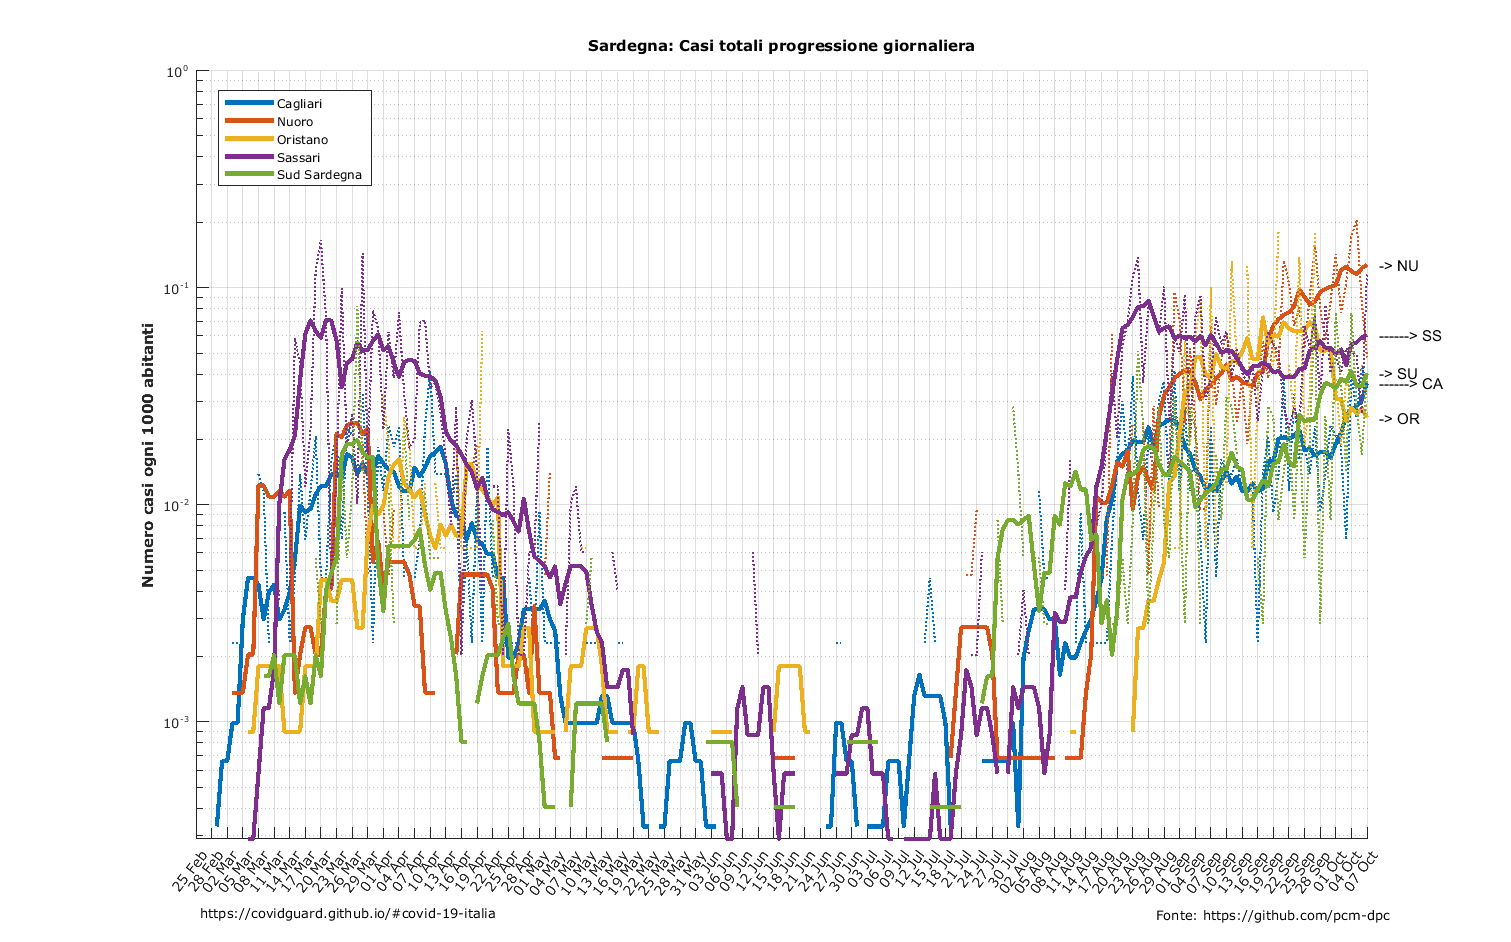 Sardegna: Casi totali progressione giornaliera
Numero casi ogni 1000 abitanti
10⁰
10⁻¹
10⁻²
10⁻³
Cagliari
Nuoro
Oristano
Sassari
Sud Sardegna
-> NU
------> SS
-> SU
------> CA
-> OR
25 Feb
28 Feb
02 Mar
05 Mar
08 Mar
11 Mar
14 Mar
17 Mar
20 Mar
23 Mar
26 Mar
29 Mar
01 Apr
04 Apr
07 Apr
10 Apr
13 Apr
16 Apr
19 Apr
22 Apr
25 Apr
28 Apr
01 May
04 May
07 May
10 May
13 May
16 May
19 May
22 May
25 May
28 May
31 May
03 Jun
06 Jun
09 Jun
12 Jun
15 Jun
18 Jun
21 Jun
24 Jun
27 Jun
30 Jun
03 Jul
06 Jul
09 Jul
12 Jul
15 Jul
18 Jul
21 Jul
24 Jul
27 Jul
30 Jul
02 Aug
05 Aug
08 Aug
11 Aug
14 Aug
17 Aug
20 Aug
23 Aug
26 Aug
29 Aug
01 Sep
04 Sep
07 Sep
10 Sep
13 Sep
16 Sep
19 Sep
22 Sep
25 Sep
28 Sep
01 Oct
04 Oct
07 Oct
https://covidguard.github.io/#covid-19-italia
Fonte: https://github.com/pcm-dpc